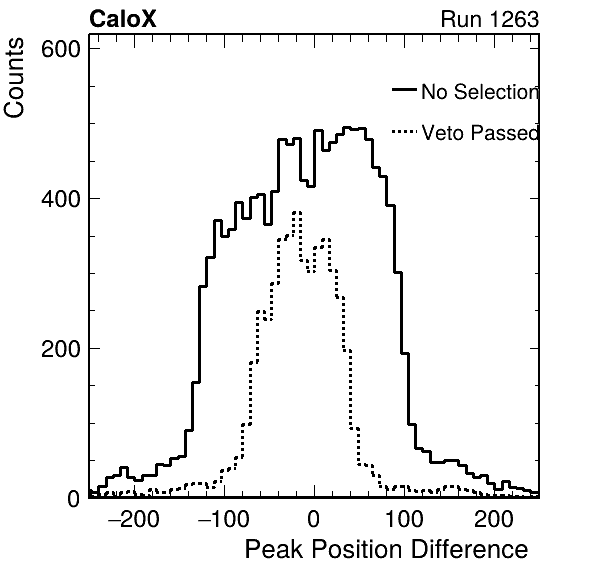 CaloX Run 1263
Counts
600
No Selection
Veto Passed
400
200
0
−200 −100 0 100 200
Peak Position Difference